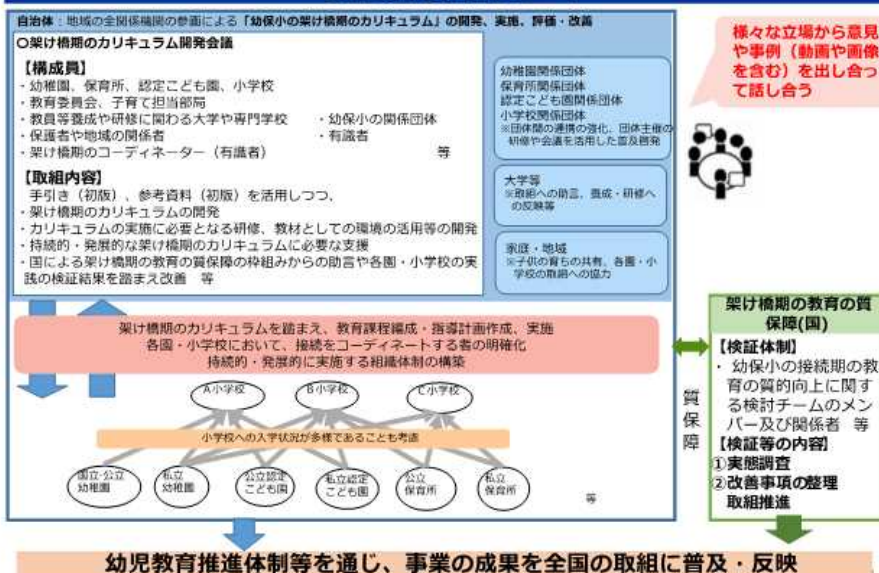 自治体：地域の全関係機関の参画による「幼保小の架け橋期のカリキュラム」の開発、実施、評価・改善
〇架け橋期のカリキュラム開発会議
【構成員】
・幼稚園、保育所、認定こども園、小学校
・教育委員会、子育て担当部局
・教員等養成や研修に関わる大学や専門学校　・幼保小の関係団体
・保護者や地域の関係者　・有識者
・架け橋期のコーディネーター（有識者）　等
【取組内容】
手引き（初版）、参考資料（初版）を活用しつつ、
・架け橋期のカリキュラムの開発
・カリキュラムの実施に必要となる研修、教材としての環境の活用等の開発
・持続的・発展的な架け橋期のカリキュラムに必要な支援
・国による架け橋期の教育の質保障の枠組みからの助言や各園・小学校の実
践の検証結果を踏まえ改善　等
幼稚園関係団体
保育所関係団体
認定こども園関係団体
小学校関係団体
※団体間の連携の強化、団体主催の
研修や会議を活用した普及啓発
大学等
※取組への助言、養成・研修へ
の反映等
家庭・地域
※子供の育ちの共有、各園・小
学校の取組への協力
様々な立場から意見
や事例（動画や画像
を含む）を出し合っ
て話し合う
架け橋期のカリキュラムを踏まえ、教育課程編成・指導計画作成、実施
各園・小学校において、接続をコーディネートする者の明確化
持続的・発展的に実施する組織体制の構築
A小学校
B小学校
C小学校
小学校への入学状況が多様であることも考慮
国立・公立
幼稚園
私立
幼稚園
公立認定
こども園
私立認定
こども園
公立
保育所
私立
保育所
等
質
保
障
架け橋期の教育の質
保障(国)
【検証体制】
・幼保小の接続期の教
育の質的向上に関す
る検討チームのメン
バー及び関係者　等
【検証等の内容】
①実態調査
②改善事項の整理
取組推進
幼児教育推進体制等を通じ、事業の成果を全国の取組に普及・反映